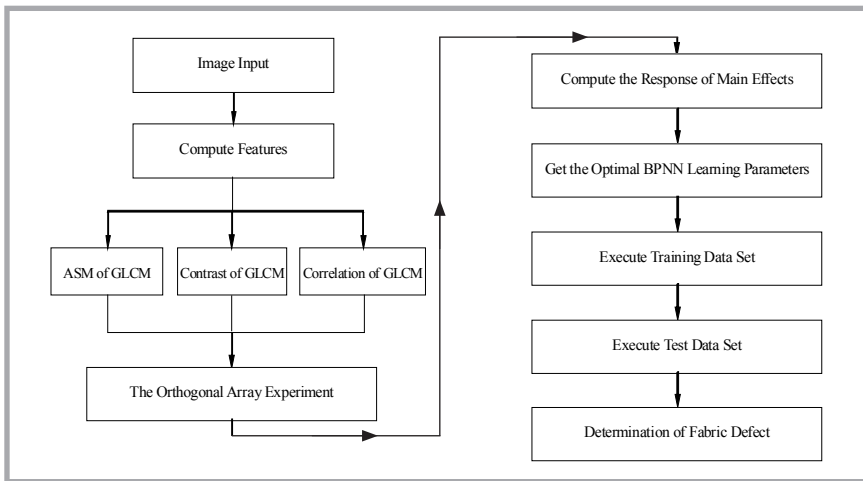 Image Input
Compute Features
ASM of GLCM
Contrast of GLCM
Correlation of GLCM
The Orthogonal Array Experiment
Compute the Response of Main Effects
Get the Optimal BPNN Learning Parameters
Execute Training Data Set
Execute Test Data Set
Determination of Fabric Defect